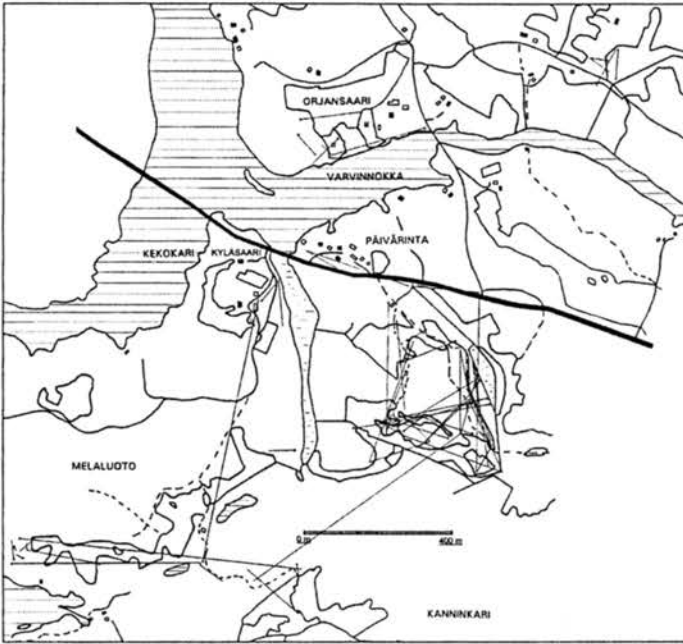 ORJANSAARI
VARVINNOKKA
PÄIVÄRINTA
KEKOKARI
KYLÄSAARI
MELALUOTO
0 m
400 m
KANNINKARI